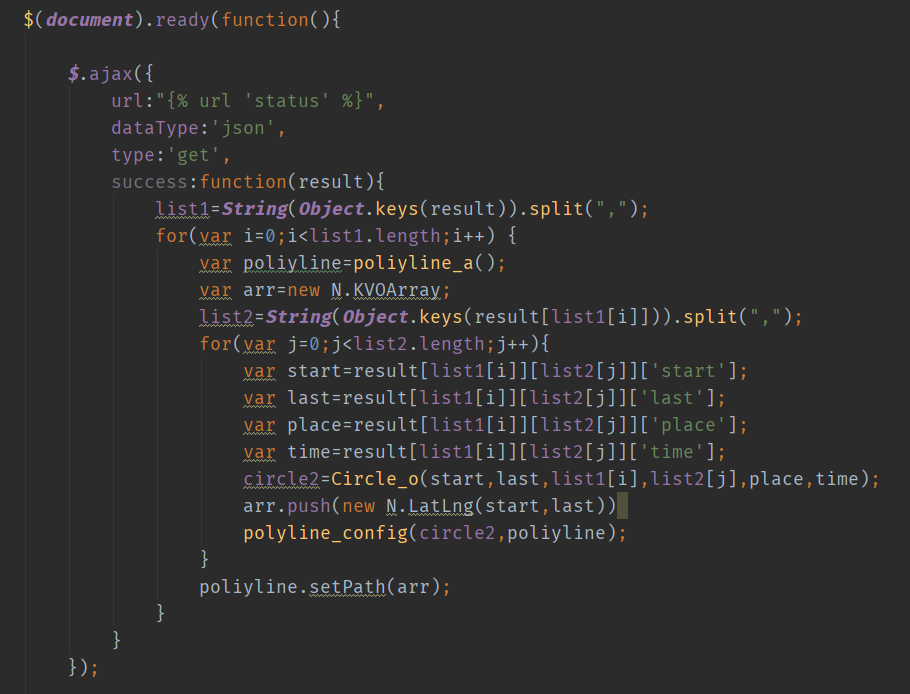 $(document).ready(function(){
$.ajax({
url:"{% url 'status' %}",
dataType:'json',
type:'get',
success:function(result){
list1=String(Object.keys(result)).split(",");
for(var i=0;i<list1.length;i++) {
var poliyline=poliyline_a();
var arr=new N.KVOArray;
list2=String(Object.keys(result[list1[i]])).split(",");
for(var j=0;j<list2.length;j++){
var start=result[list1[i]][list2[j]]['start'];
var last=result[list1[i]][list2[j]]['last'];
var place=result[list1[i]][list2[j]]['place'];
var time=result[list1[i]][list2[j]]['time'];
circle2=Circle_o(start,last,list1[i],list2[j],place,time);
arr.push(new N.LatLng(start,last))
polyline_config(circle2,poliyline);
}
poliyline.setPath(arr);
}
}
});